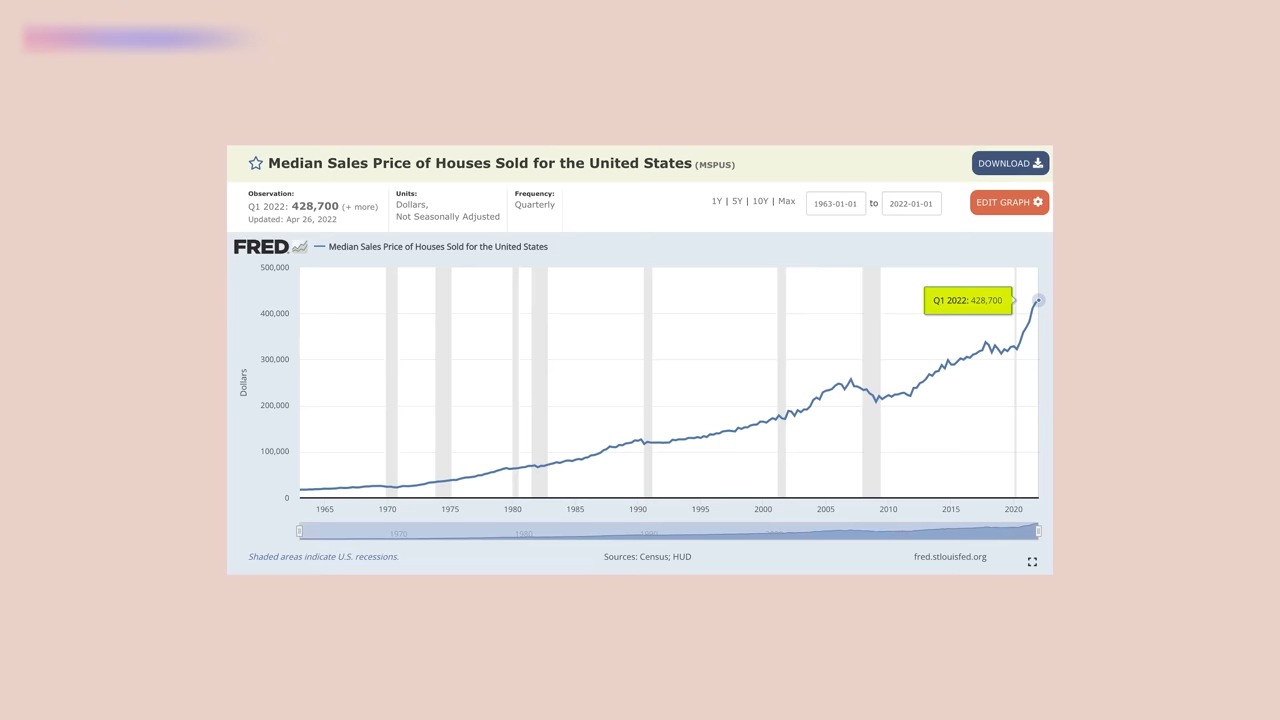 Median Sales Price of Houses Sold for the United States (MSPUS)
DOWNLOAD
Observation:
Q1 2022: 428,700 (+ more)
Updated: Apr 26, 2022
Units:
Dollars,
Not Seasonally Adjusted
Frequency:
Quarterly
1Y | 5Y | 10Y | Max
1963-01-01 to 2022-01-01
EDIT GRAPH
FRED
Median Sales Price of Houses Sold for the United States
500,000
400,000
300,000
200,000
100,000
0
Dollars
Q1 2022: 428,700
1965 1970 1975 1980 1985 1990 1995 2000 2005 2010 2015 2020
1970 1980 1990
Shaded areas indicate U.S. recessions.
Sources: Census; HUD
fred.stlouisfed.org